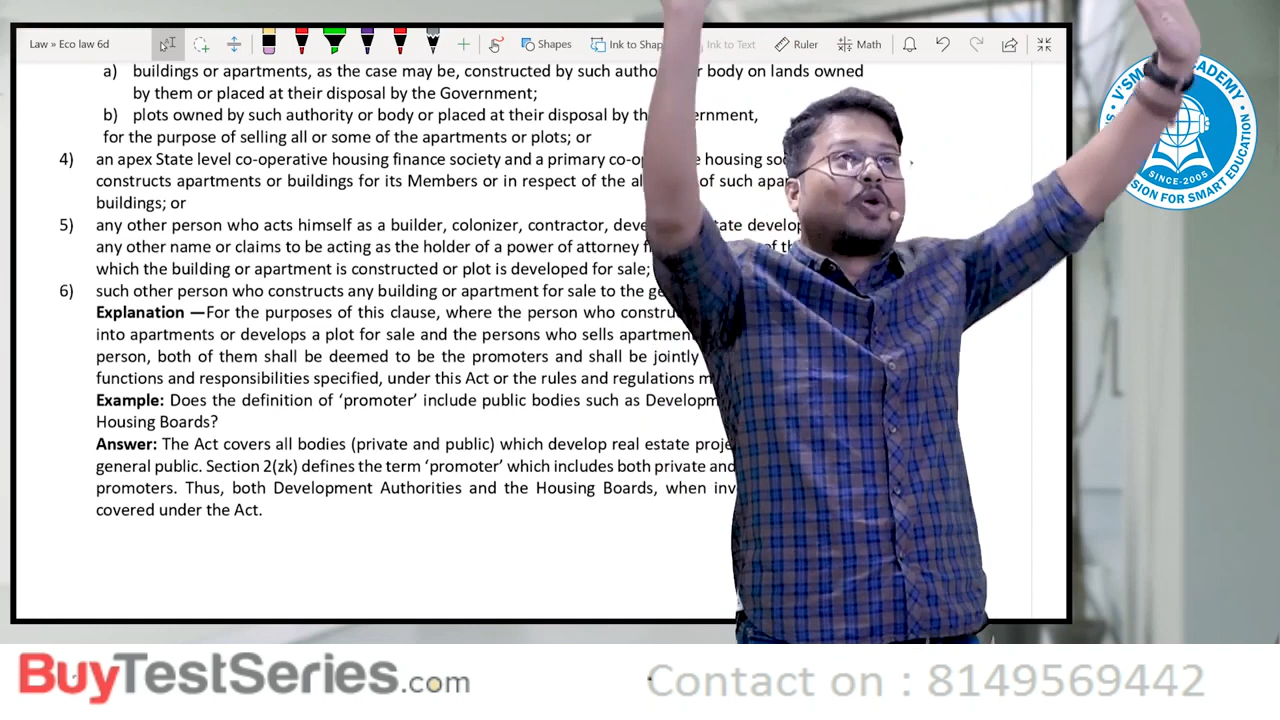 Law » Eco law 6d
Shapes
Ink to Shap
Ink to Text
Ruler
Math
a) buildings or apartments, as the case may be, constructed by such autho r body on lands owned
by them or placed at their disposal by the Government;
b) plots owned by such authority or body or placed at their disposal by th ernment,
for the purpose of selling all or some of the apartments or plots; or
4) an apex State level co-operative housing finance society and a primary co-o e housing so
constructs apartments or buildings for its Members or in respect of the al of such apa
buildings; or
5) any other person who acts himself as a builder, colonizer, contractor, deve tate develop
any other name or claims to be acting as the holder of a power of attorney f of th
which the building or apartment is constructed or plot is developed for sale;
6) such other person who constructs any building or apartment for sale to the ge
Explanation —For the purposes of this clause, where the person who constru
into apartments or develops a plot for sale and the persons who sells apartmen
person, both of them shall be deemed to be the promoters and shall be jointly
functions and responsibilities specified, under this Act or the rules and regulations m
Example: Does the definition of ‘promoter’ include public bodies such as Developm
Housing Boards?
Answer: The Act covers all bodies (private and public) which develop real estate proje
general public. Section 2(zk) defines the term ‘promoter’ which includes both private and
promoters. Thus, both Development Authorities and the Housing Boards, when inv
covered under the Act.
SINCE-2005
SION FOR SMART EDUCATION
BuyTestSeries.com
Contact on : 8149569442